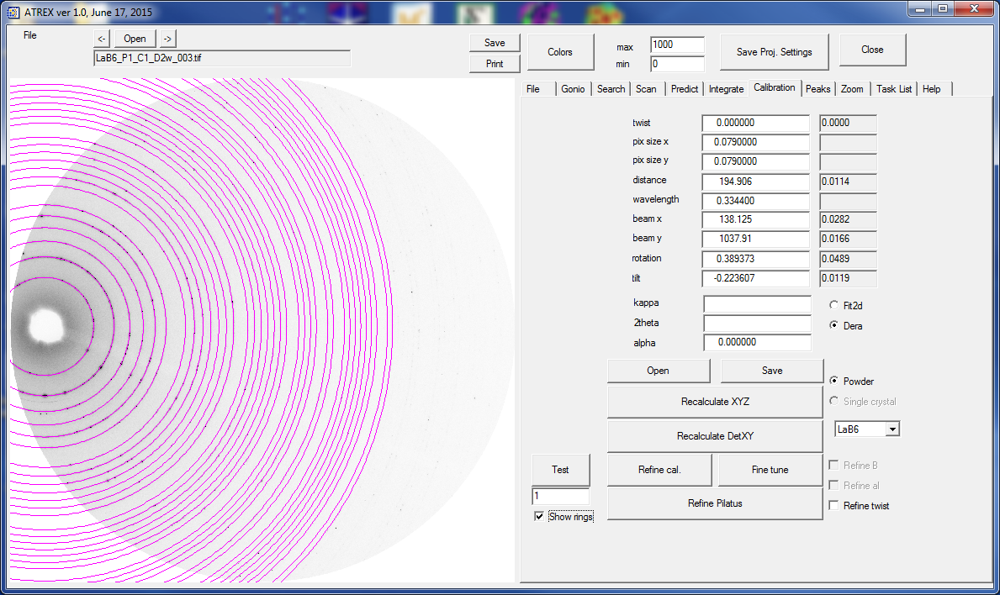 ATREX ver 1.0, June 17, 2015
File
<-
Open
->
LaB6_P1_C1_D2w_003.tif
Save
Print
Colors
max 1000
min 0
Save Proj. Settings
Close
File Gonio Search Scan Predict Integrate Calibration Peaks Zoom Task List Help
twist 0.000000 0.0000
pix size x 0.0790000
pix size y 0.0790000
distance 194.906 0.0114
wavelength 0.334400
beam x 138.125 0.0282
beam y 1037.91 0.0166
rotation 0.389373 0.0489
tilt -0.223607 0.0119
kappa
Fit2d
2theta
Dera
alpha 0.000000
Open Save
Powder
Recalculate XYZ
Single crystal
LaB6
Recalculate DetXY
Test
Refine cal. Fine tune
Refine B
Refine al
1
Refine Pilatus
Refine twist
Show rings